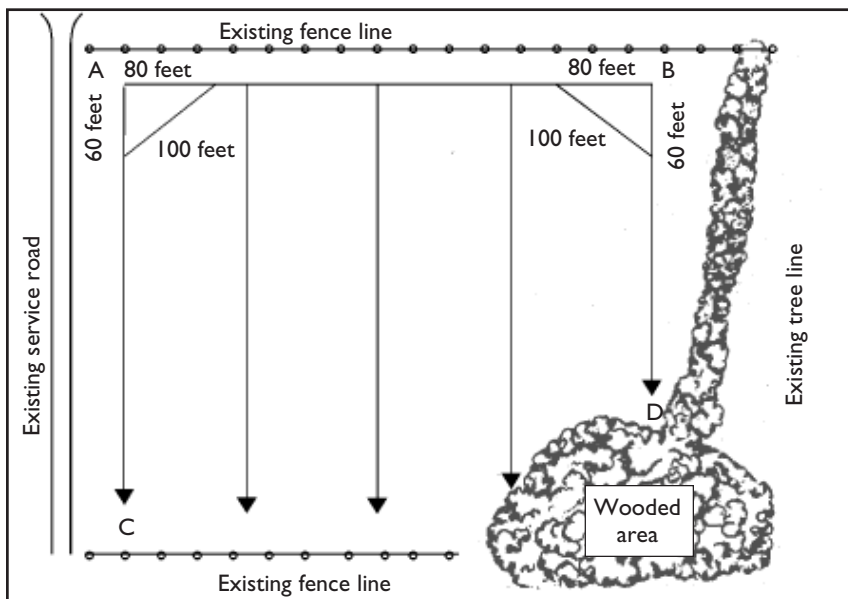 Existing fence line
A
80 feet
80 feet
B
60 feet
100 feet
100 feet
60 feet
Existing service road
Existing tree line
D
Wooded
area
C
Existing fence line